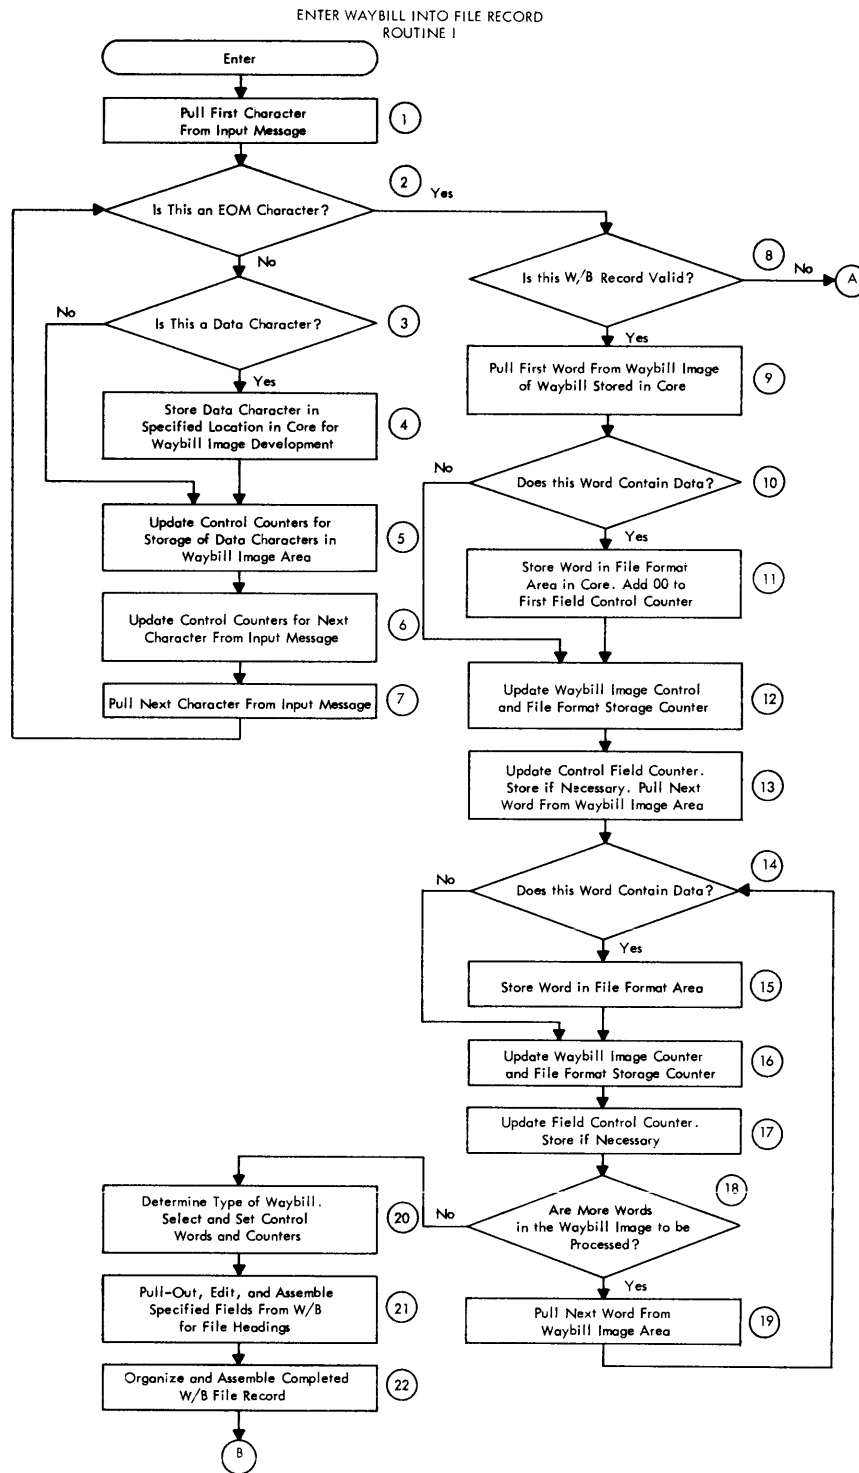 ENTER WAYBILL INTO FILE RECORD
ROUTINE I
Enter
Pull First Character
From Input Message
1
Is This an EOM Character?
2
Yes
No
Is This a Data Character?
3
No
Yes
Store Data Character in
Specified Location in Core for
Waybill Image Development
4
Update Control Counters for
Storage of Data Characters in
Waybill Image Area
5
Update Control Counters for Next
Character From Input Message
6
Pull Next Character From Input Message
7
Is this W/B Record Valid?
8
No
A
Yes
Pull First Word From Waybill Image
of Waybill Stored in Core
9
No
Does this Word Contain Data?
10
Yes
Store Word in File Format
Area in Core. Add 00 to
First Field Control Counter
11
Update Waybill Image Control
and File Format Storage Counter
12
Update Control Field Counter.
Store if Necessary. Pull Next
Word From Waybill Image Area
13
No
Does this Word Contain Data?
14
Yes
Store Word in File Format Area
15
Update Waybill Image Counter
and File Format Storage Counter
16
Update Field Control Counter.
Store if Necessary
17
Are More Words
in the Waybill Image to be
Processed?
18
No
Yes
Pull Next Word From
Waybill Image Area
19
Determine Type of Waybill.
Select and Set Control
Words and Counters
20
Pull-Out, Edit, and Assemble
Specified Fields From W/B
for File Headings
21
Organize and Assemble Completed
W/B File Record
22
B